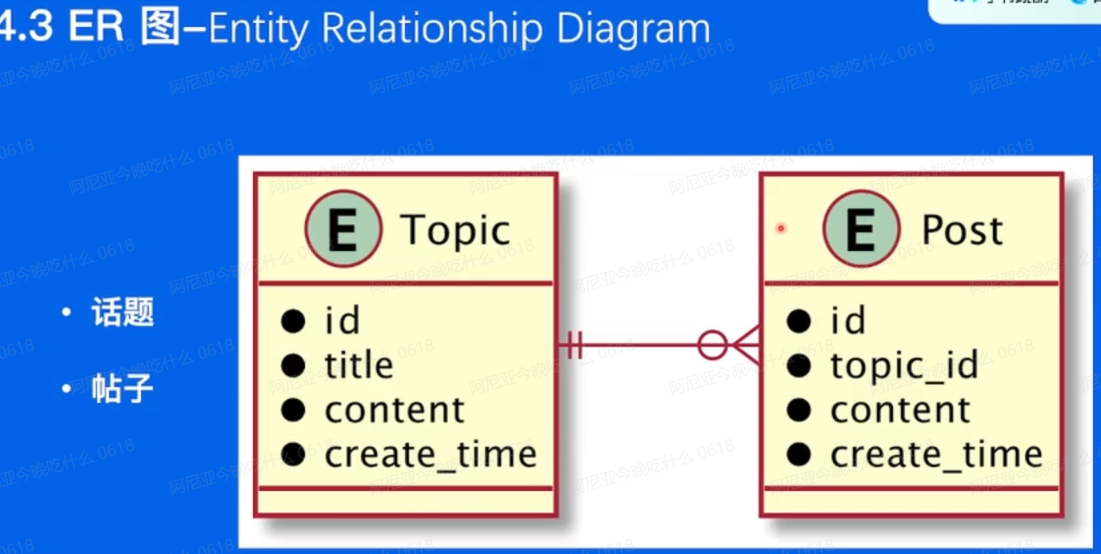 4.3 ER 图–Entity Relationship Diagram
话题
帖子
E Topic
id
title
content
create_time
E Post
id
topic_id
content
create_time
阿尼亚今晚吃什么 0618